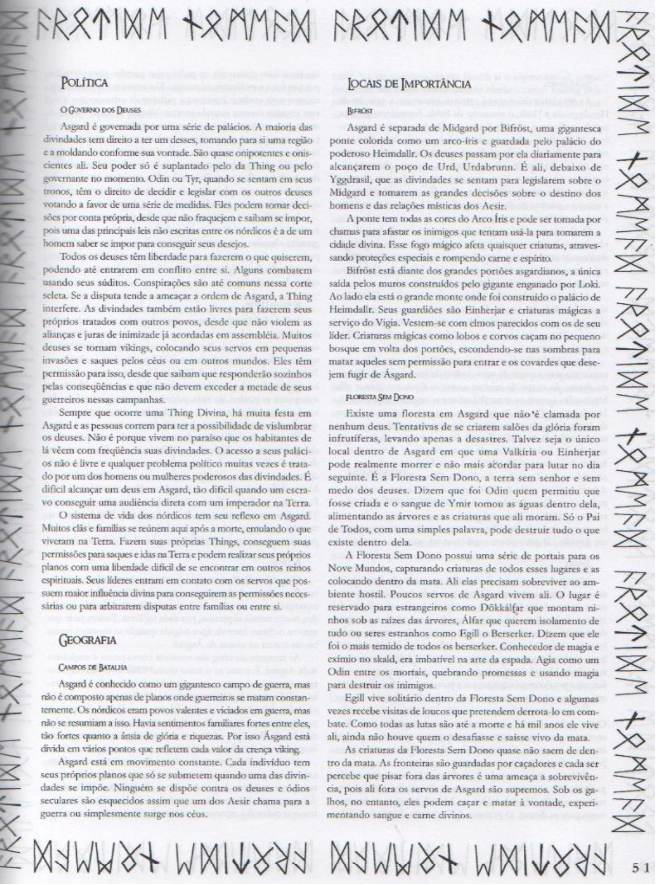 POLÍTICA
O GOVERNO DOS DEUSES
Asgard é governada por uma série de palácios. A maioria das
divindades tem direito a ter um desses, tomando para si uma região
e a moldando conforme sua vontade. São quase onipotentes e onis-
cientes ali. Seu poder só é suplantado pelo da Thing ou pelo
governante no momento. Odin ou Tyr, quando se sentam em seus
tronos, têm o direito de decidir e legislar com os outros deuses
votando a favor de uma série de medidas. Eles podem tomar deci-
sões por conta própria, desde que não fraquejem e saibam se impor,
pois uma das principais leis não escritas entre os nórdicos é a de um
homem saber se impor para conseguir seus desejos.
Todos os deuses têm liberdade para fazerem o que quiserem,
podendo até entrarem em conflito entre si. Alguns combatem
usando seus súditos. Conspirações são até comuns nessa corte
seleta. Se a disputa tende a ameaçar a ordem de Asgard, a Thing
interfere. As divindades também estão livres para fazerem seus
próprios tratados com outros povos, desde que não violem as
alianças e juras de inimizade já acordadas em assembléia. Muitos
deuses se tornam vikings, colocando seus servos em pequenas
invasões e saques pelos céus ou em outros mundos. Eles têm
permissão para isso, desde que saibam que responderão sozinhos
pelas conseqüências e que não devem exceder a metade de seus
guerreiros nessas campanhas.
Sempre que ocorre uma Thing Divina, há muita festa em
Asgard e as pessoas correm para ter a possibilidade de vislumbrar
os deuses. Não é porque vivem no paraíso que os habitantes de
lá vêem com freqüência suas divindades. O acesso a seus paláci-
os não é livre e qualquer problema político muitas vezes é trata-
do por um dos homens ou mulheres poderosos das divindades. É
difícil alcançar um deus em Asgard, tão difícil quando um escra-
vo conseguir uma audiência direta com um imperador na Terra.
O sistema de vida dos nórdicos tem seu reflexo em Asgard.
Muitos clãs e famílias se reúnem aqui após a morte, emulando o que
viveram na Terra. Fazem suas próprias Things, conseguem suas
permissões para saques e idas na Terra e podem realizar seus próprios
planos com uma liberdade difícil de se encontrar em outros reinos
espirituais. Seus líderes entram em contato com os servos que pos-
suem maior influência divina para conseguirem as permissões neces-
sárias ou para arbitrarem disputas entre famílias ou entre si.
GEOGRAFIA
CAMPOS DE BATALHA
Asgard é conhecido como um gigantesco campo de guerra, mas
não é composto apenas de planos onde guerreiros se matam constan-
temente. Os nórdicos eram povos valentes e viciados em guerra, mas
não se resumiam a isso. Havia sentimentos familiares fortes entre eles,
tão fortes quanto a ânsia de glória e riquezas. Por isso Asgard está
divida em vários pontos que refletem cada valor da crença viking.
Asgard está em movimento constante. Cada indivíduo tem
seus próprios planos que só se submetem quando uma das divin-
dades se impõe. Ninguém se dispõe contra os deuses e ódios
seculares são esquecidos assim que um dos Aesir chama para a
guerra ou simplesmente surge nos céus.
LOCAIS DE IMPORTÂNCIA
BIFRÖST
Asgard é separada de Midgard por Bifröst, uma gigantesca
ponte colorida como um arco-íris e guardada pelo palácio do
poderoso Heimdallr. Os deuses passam por ela diariamente para
alcançarem o poço de Urd, Urdabrunn. É ali, debaixo de
Yggdrasil, que as divindades se sentam para legislarem sobre o
Midgard e tomarem as grandes decisões sobre o destino dos
homens e das relações místicas dos Aesir.
A ponte tem todas as cores do Arco Íris e pode ser tomada por
chamas para afastar os inimigos que tentam usá-la para tomarem a
cidade divina. Esse fogo mágico afeta quaisquer criaturas, atraves-
sando proteções especiais e rompendo carne e espírito.
Bifröst está diante dos grandes portões asgardianos, a única
saída pelos muros construídos pelo gigante enganado por Loki.
Ao lado ela está o grande monte onde foi construído o palácio de
Heimdallr. Seus guardiões são Einherjar e criaturas mágicas a
serviço do Vigia. Vestem-se com elmos parecidos com os de seu
líder. Criaturas mágicas como lobos e corvos caçam no pequeno
bosque em volta dos portões, escondendo-se nas sombras para
matar aqueles sem permissão para entrar e os covardes que dese-
jem fugir de Ásgard.
FLORESTA SEM DONO
Existe uma floresta em Asgard que não é clamada por
nenhum deus. Tentativas de se criarem salões da glória foram
infrutíferas, levando apenas a desastres. Talvez seja o único
local dentro de Asgard em que uma Valkíria ou Einherjar
pode realmente morrer e não mais acordar para lutar no dia
seguinte. É a Floresta Sem Dono, a terra sem senhor e sem
medo dos deuses. Dizem que foi Odin quem permitiu que
fosse criada e o sangue de Ymir tomou as águas dentro dela,
alimentando as árvores e as criaturas que ali moram. Só o Pai
de Todos, com uma simples palavra, pode destruir tudo o que
existe dentro dela.
A Floresta Sem Dono possui uma série de portais para os
Nove Mundos, capturando criaturas de todos esses lugares e as
colocando dentro da mata. Ali elas precisam sobreviver ao am-
biente hostil. Poucos servos de Asgard vivem ali. O lugar é
reservado para estrangeiros como Dökkálfar que montam ni-
nhos sob as raízes das árvores, Álfar que querem isolamento de
tudo ou seres estranhos como Egill o Berserker. Dizem que ele
foi o mais temido de todos os berserker. Conhecedor de magia e
exímio no skald, era imbatível na arte da espada. Agia como um
Odin entre os mortais, quebrando promessas e usando magia
para destruir os inimigos.
Egill vive solitário dentro da Floresta Sem Dono e algumas
vezes recebe visitas de loucos que pretendem derrota-lo em com-
bate. Como todas as lutas são até a morte e há mil anos ele vive
ali, ainda não houve quem o desafiasse e saísse vivo da mata.
As criaturas da Floresta Sem Dono quase não saem de den-
tro da mata. As fronteiras são guardadas por caçadores e cada ser
percebe que pisar fora das árvores é uma ameaça a sobrevivên-
cia, pois ali fora os servos de Asgard são supremos. Sob os ga-
lhos, no entanto, eles podem caçar e matar à vontade, experi-
mentando sangue e carne divinos.
51